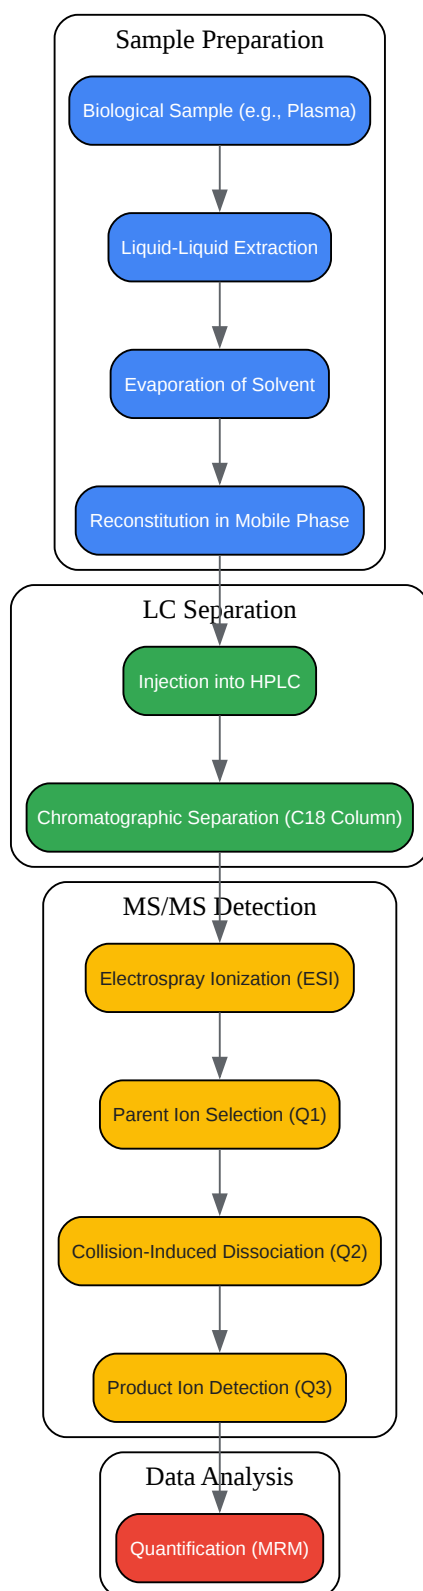 Sample Preparation
Biological Sample (e.g., Plasma)
Liquid-Liquid Extraction
Evaporation of Solvent
Reconstitution in Mobile Phase
LC Separation
Injection into HPLC
Chromatographic Separation (C18 Column)
MS/MS Detection
Electrospray Ionization (ESI)
Parent Ion Selection (Q1)
Collision-Induced Dissociation (Q2)
Product Ion Detection (Q3)
Data Analysis
Quantification (MRM)